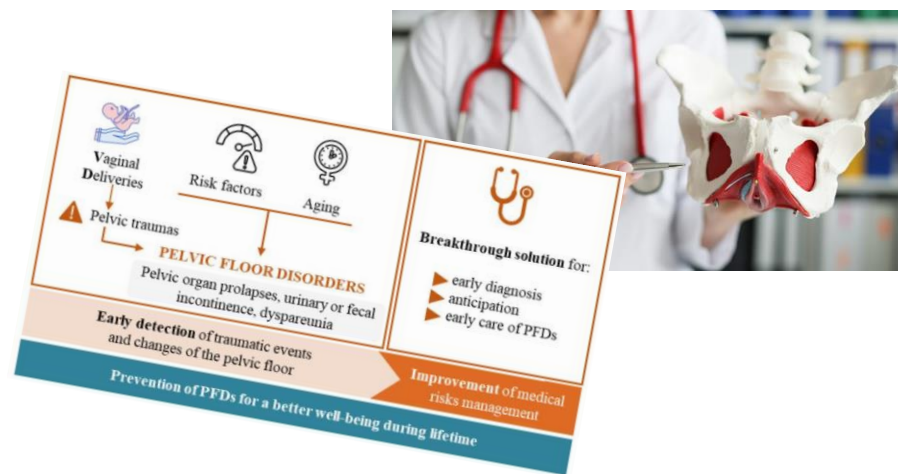 Vaginal
Deliveries
Risk factors
Aging
Pelvic traumas
PELVIC FLOOR DISORDERS
Pelvic organ prolapses, urinary or fecal
incontinence, dyspareunia
Breakthrough solution for:
early diagnosis
anticipation
early care of PFDs
Early detection of traumatic events
and changes of the pelvic floor
Improvement of medical
risks management
Prevention of PFDs for a better well-being during lifetime